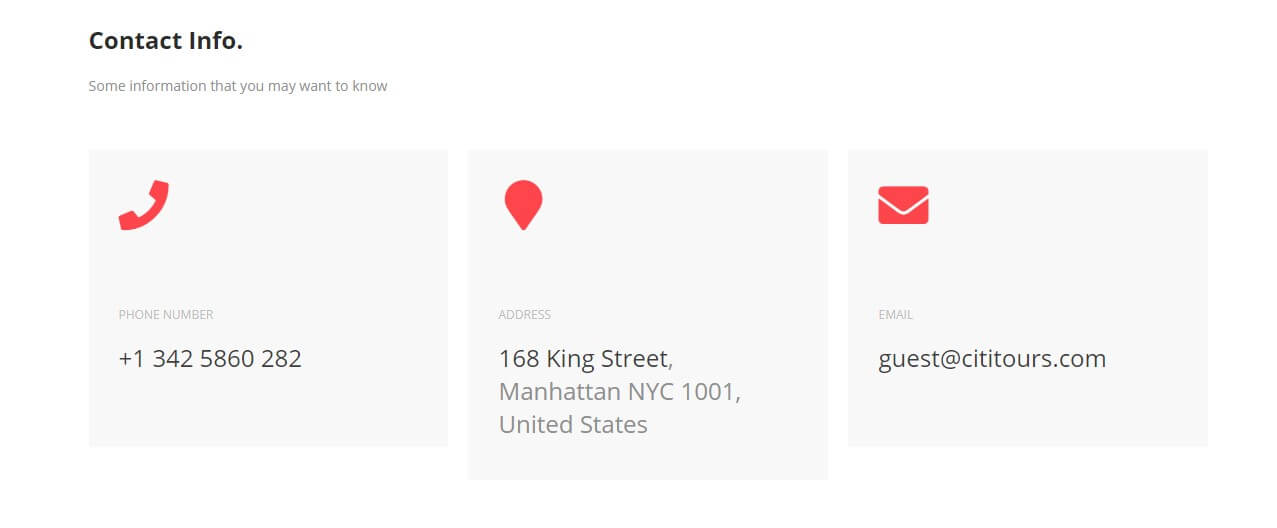 Contact Info.
Some information that you may want to know
PHONE NUMBER
+1 342 5860 282
ADDRESS
168 King Street,
Manhattan NYC 1001,
United States
EMAIL
guest@cititours.com